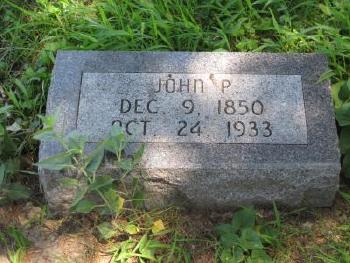 JOHN P.
DEC. 9, 1850
OCT. 24 1933